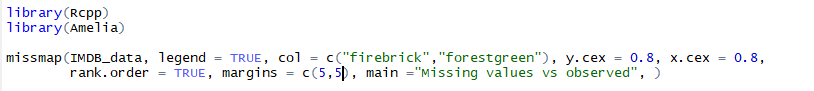 library(Rcpp)
library(Amelia)
missmap(IMDB_data, legend = TRUE, col = c("firebrick","forestgreen"), y.cex = 0.8, x.cex = 0.8,
rank.order = TRUE, margins = c(5,5), main ="Missing values vs observed", )